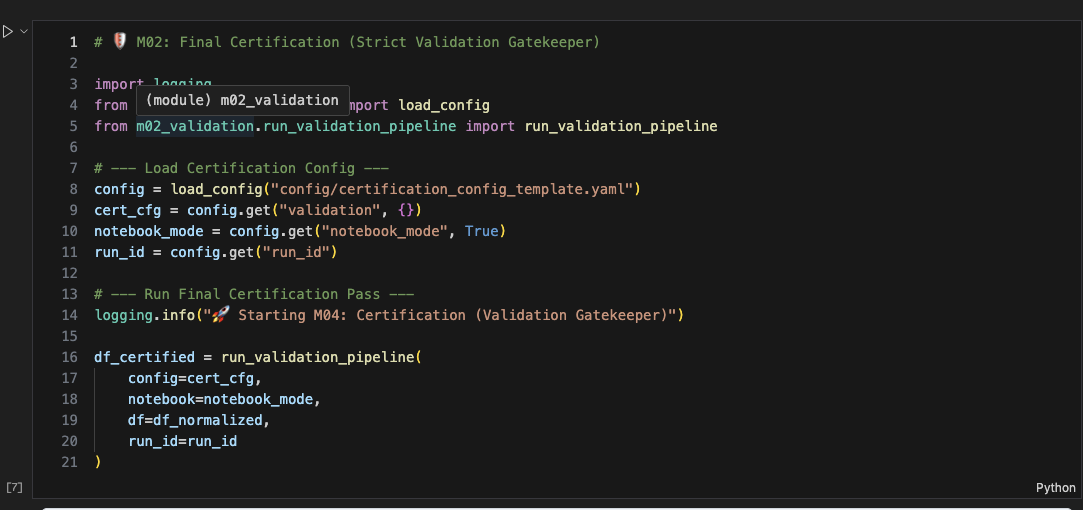 1 # 🛡️ M02: Final Certification (Strict Validation Gatekeeper)
2
3 import logging
4 from (module) m02_validation import load_config
5 from m02_validation.run_validation_pipeline import run_validation_pipeline
6
7 # --- Load Certification Config ---
8 config = load_config("config/certification_config_template.yaml")
9 cert_cfg = config.get("validation", {})
10 notebook_mode = config.get("notebook_mode", True)
11 run_id = config.get("run_id")
12
13 # --- Run Final Certification Pass ---
14 logging.info("🚀 Starting M04: Certification (Validation Gatekeeper)")
15
16 df_certified = run_validation_pipeline(
17     config=cert_cfg,
18     notebook=notebook_mode,
19     df=df_normalized,
20     run_id=run_id
21 )
[7]
Python